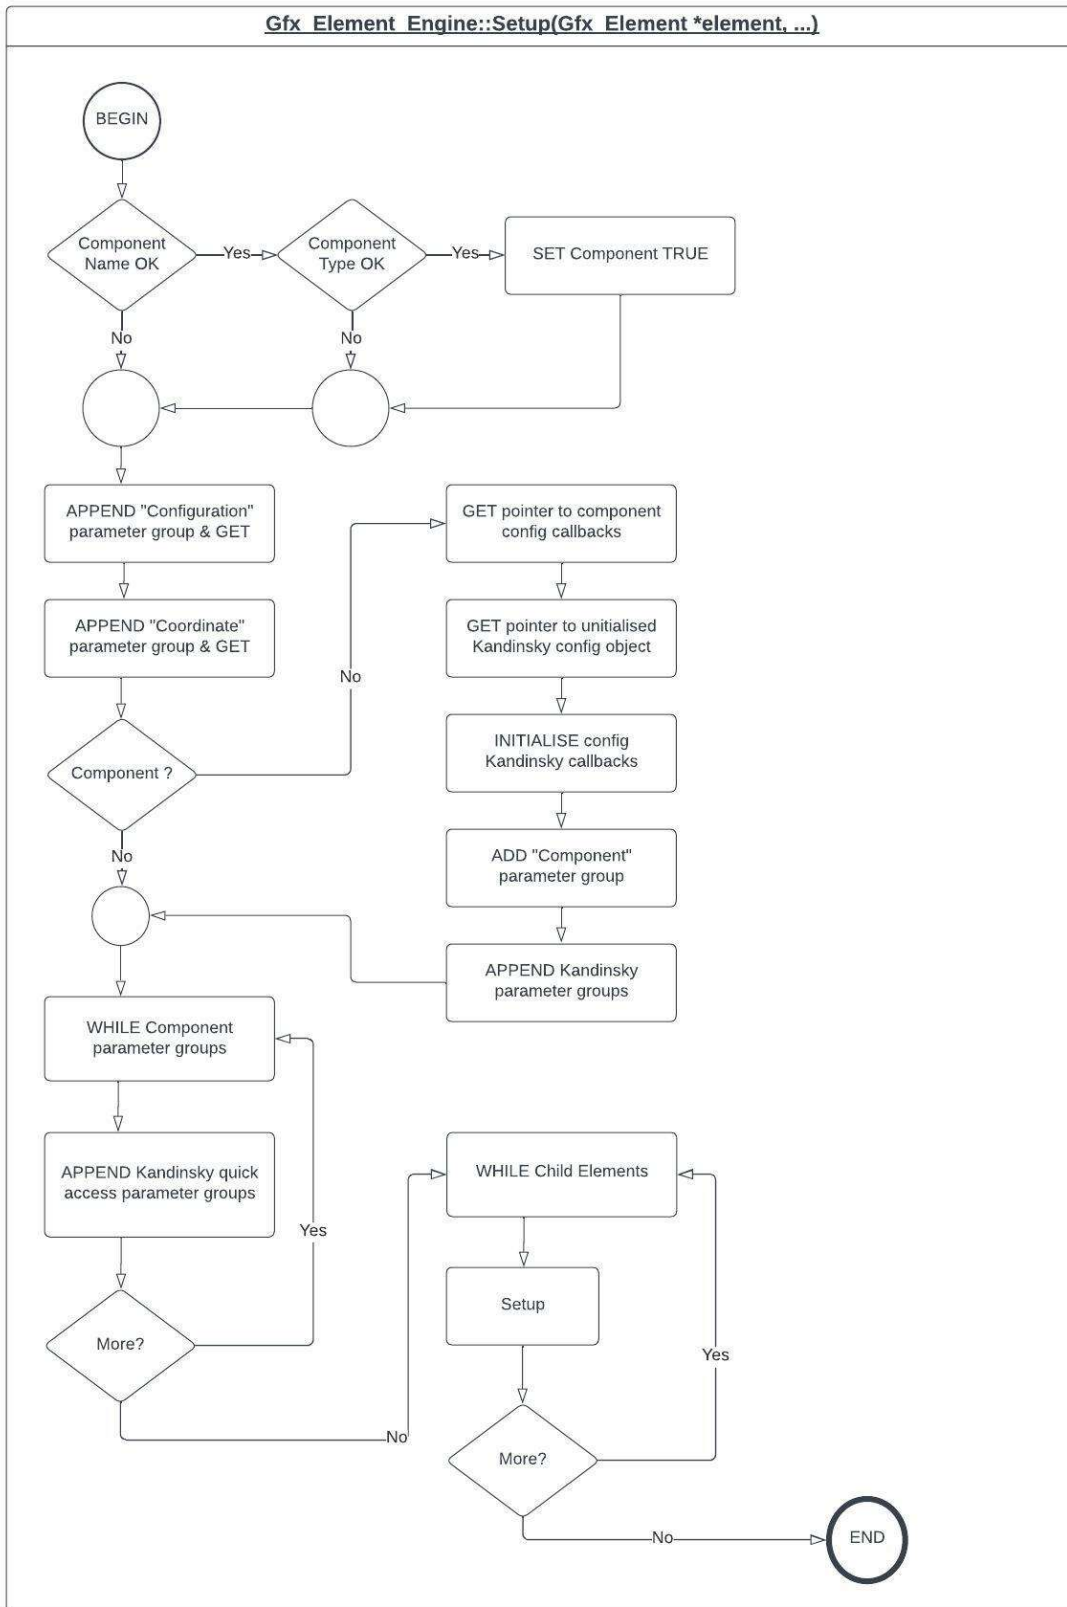 Gfx_Element_Engine::Setup(Gfx_Element *element, ...)
BEGIN
Component
Name OK
Yes
Component
Type OK
Yes
SET Component TRUE
No
No
APPEND "Configuration"
parameter group & GET
GET pointer to component
config callbacks
APPEND "Coordinate"
parameter group & GET
GET pointer to unitialised
Kandinsky config object
No
Component ?
INITIALISE config
Kandinsky callbacks
No
ADD "Component"
parameter group
APPEND Kandinsky
parameter groups
WHILE Component
parameter groups
APPEND Kandinsky quick
access parameter groups
Yes
More?
No
WHILE Child Elements
Setup
Yes
More?
No
END